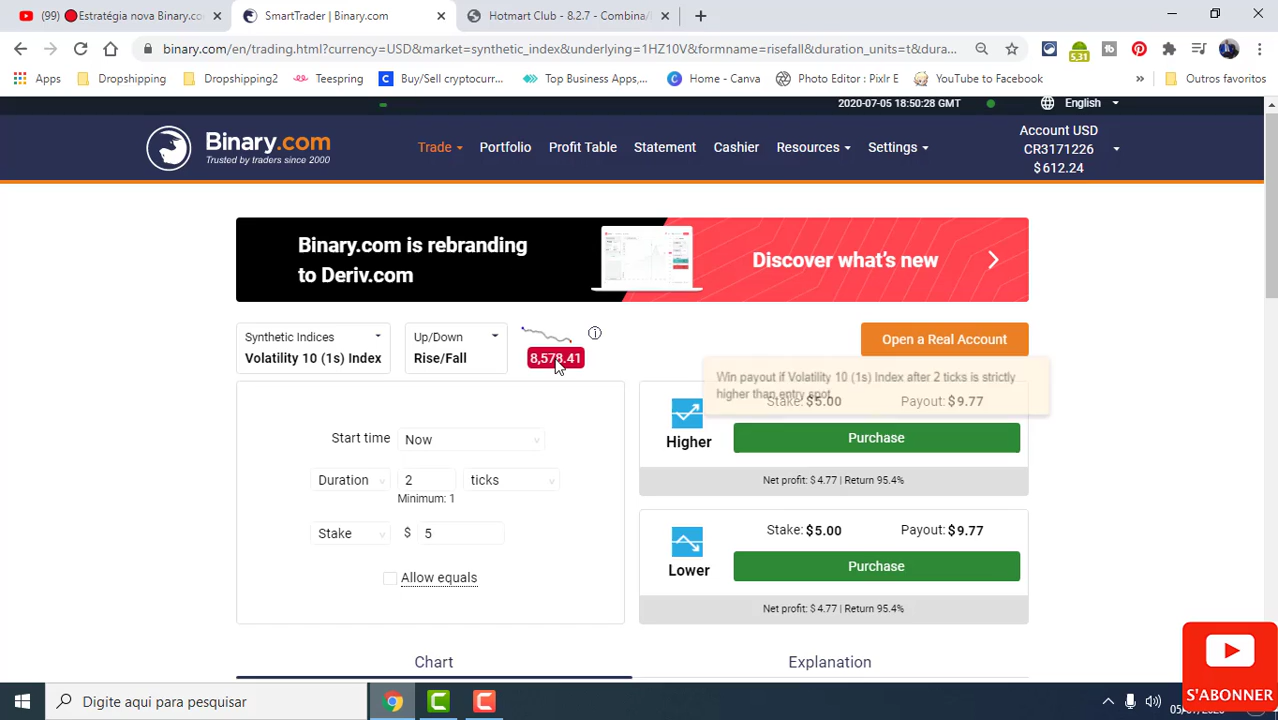 (99) 🔴Estratégia nova Binary.com
SmartTrader | Binary.com
Hotmart Club - 8.2.7 - Combina/
binary.com/en/trading.html?currency=USD&market=synthetic_index&underlying=1HZ10V&formname=risefall&duration_units=t&dura...
5,31
Apps
Dropshipping
Dropshipping2
Teespring
Buy/Sell cryptocurr...
Top Business Apps,...
Home - Canva
Photo Editor : Pixlr E
YouTube to Facebook
»
Outros favoritos
2020-07-05 18:50:28 GMT
English
Binary.com
Trusted by traders since 2000
Trade
Portfolio
Profit Table
Statement
Cashier
Resources
Settings
Account USD
CR3171226
$612.24
Binary.com is rebranding
to Deriv.com
Discover what's new
Synthetic Indices
Volatility 10 (1s) Index
Up/Down
Rise/Fall
8,578.41
Open a Real Account
Win payout if Volatility 10 (1s) Index after 2 ticks is strictly
higher than entry spot.
Start time
Now
Duration
2
ticks
Minimum: 1
Stake
$ 5
Allow equals
Higher
Stake: $5.00
Payout: $9.77
Purchase
Net profit: $4.77 | Return 95.4%
Lower
Stake: $5.00
Payout: $9.77
Purchase
Net profit: $4.77 | Return 95.4%
Chart
Explanation
S'ABONNER
Digite aqui para pesquisar